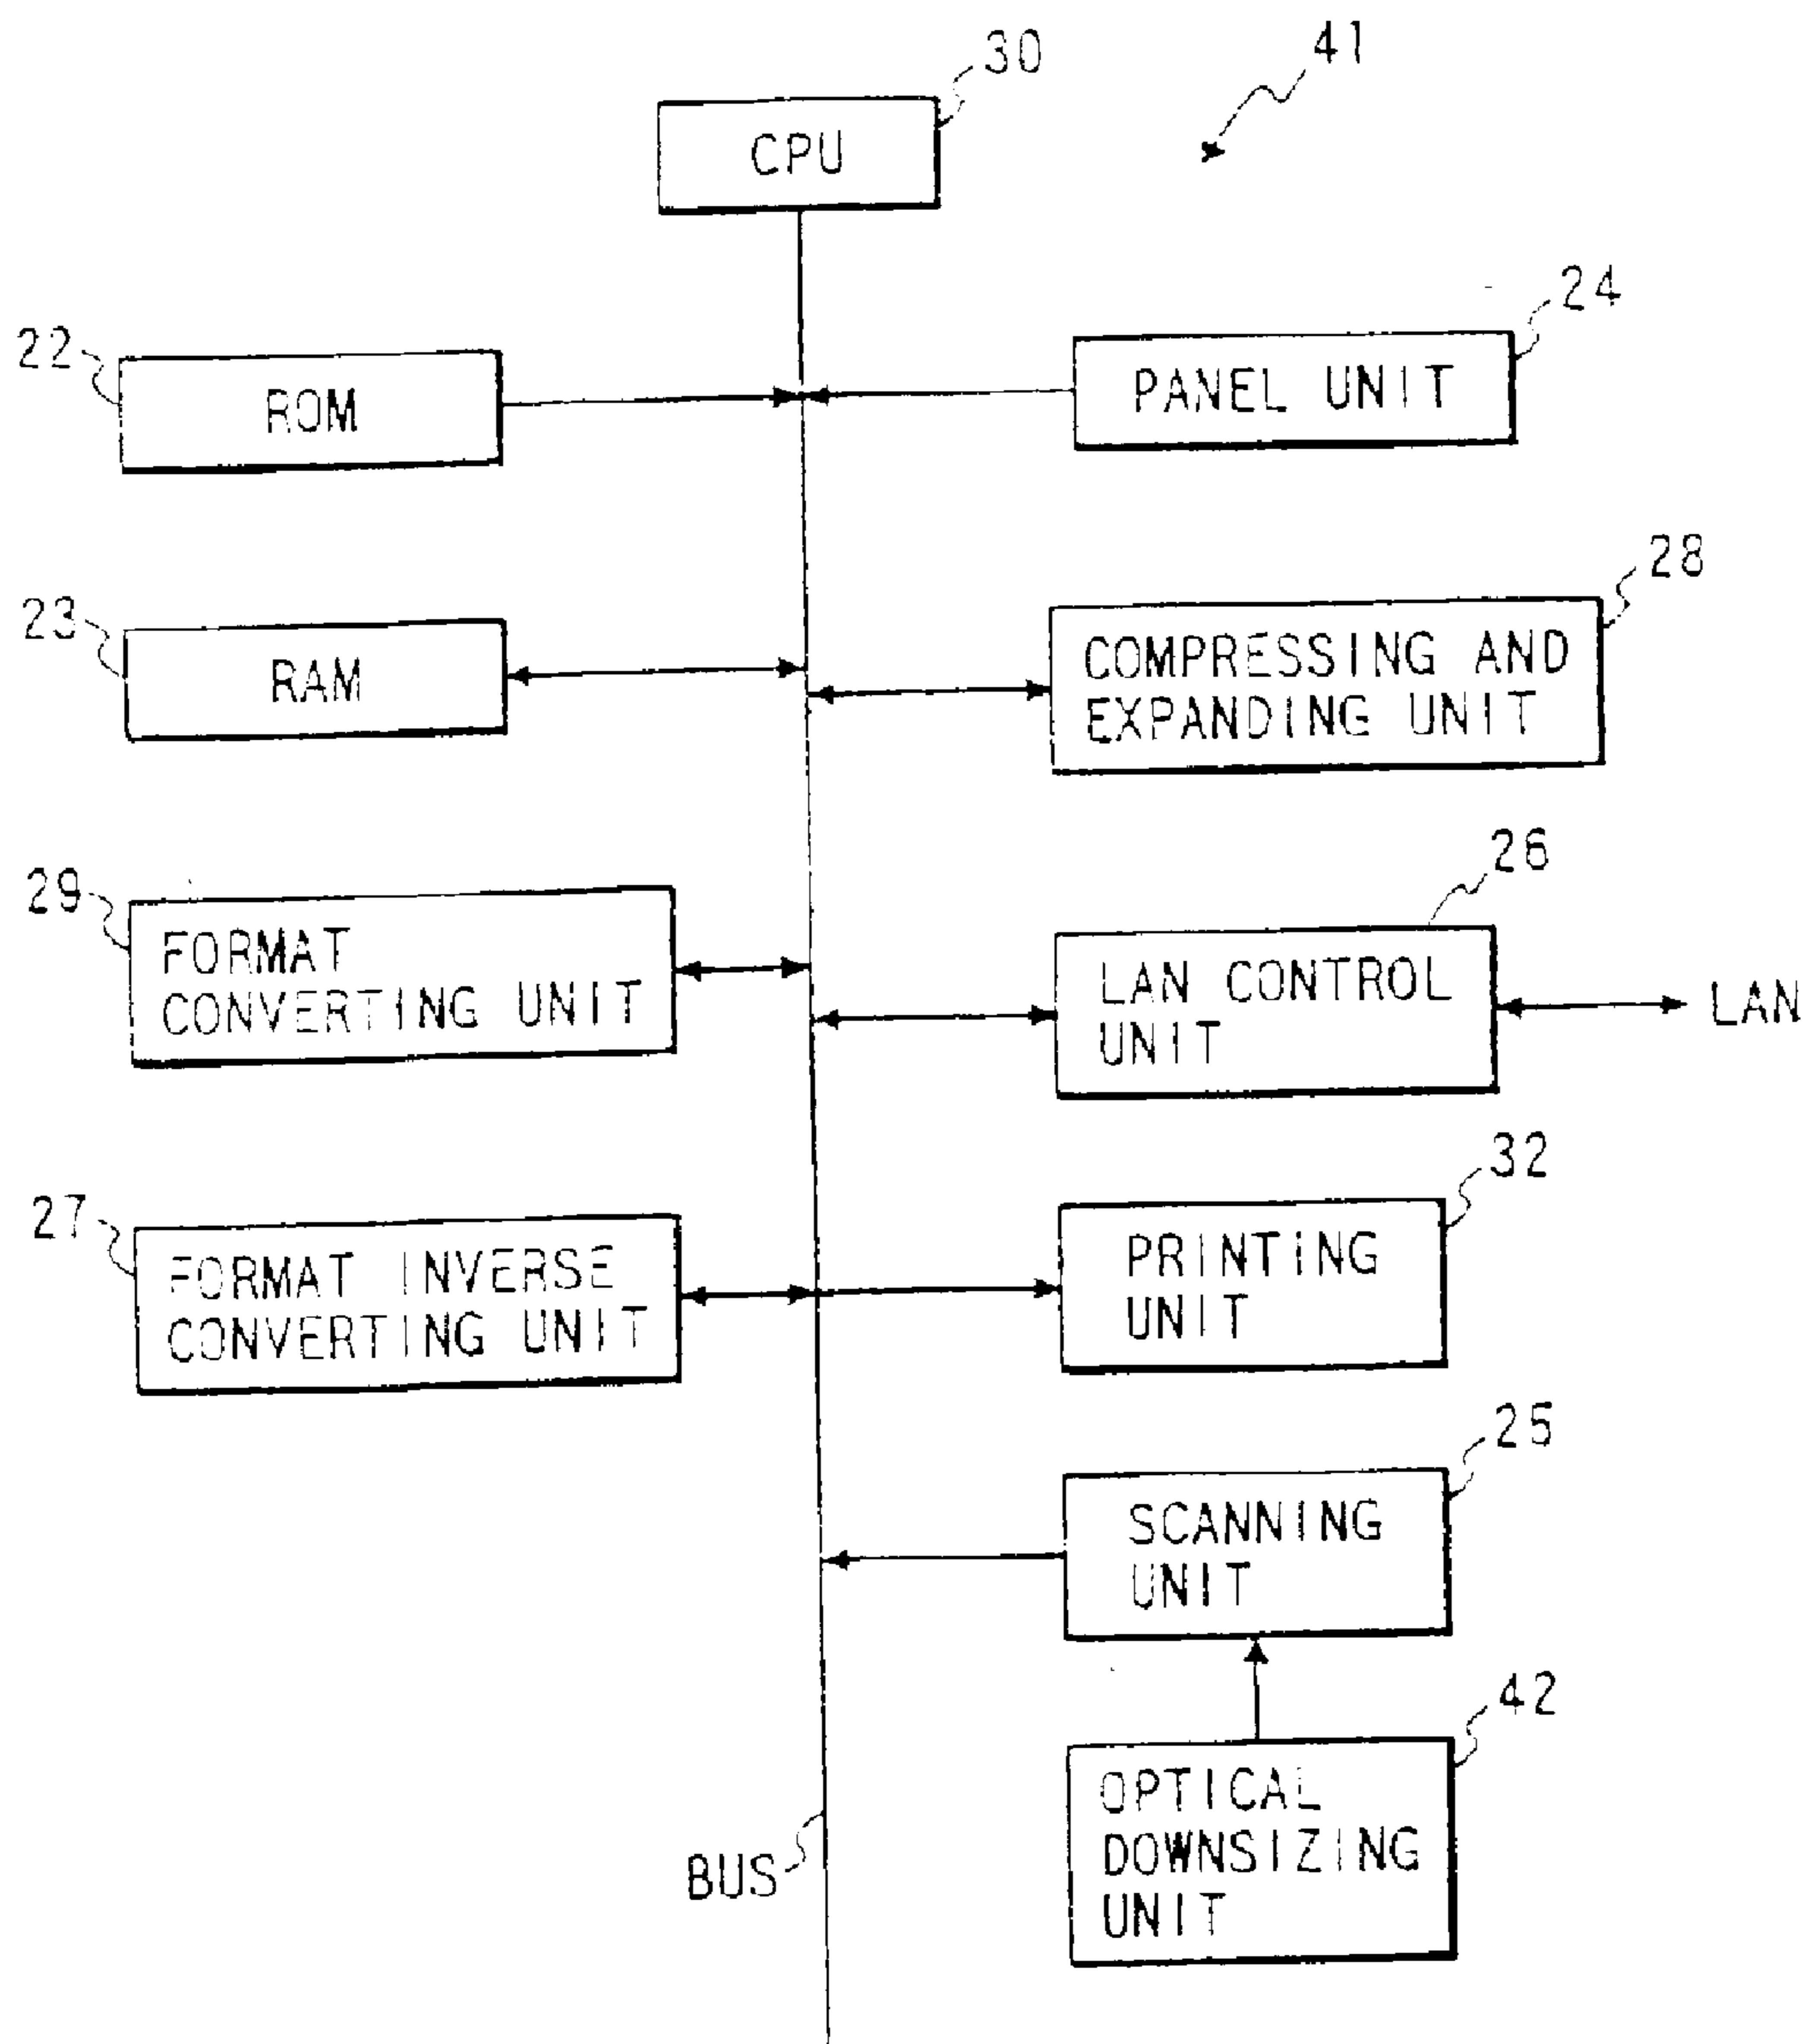 30
41
CPU
22
ROM
24
PANEL UNIT
23
RAM
28
COMPRESSING AND
EXPANDING UNIT
29
FORMAT
CONVERTING UNIT
26
LAN CONTROL
UNIT
LAN
27
FORMAT INVERSE
CONVERTING UNIT
32
PRINTING
UNIT
25
SCANNING
UNIT
42
OPTICAL
DOWNSIZING
UNIT
BUS